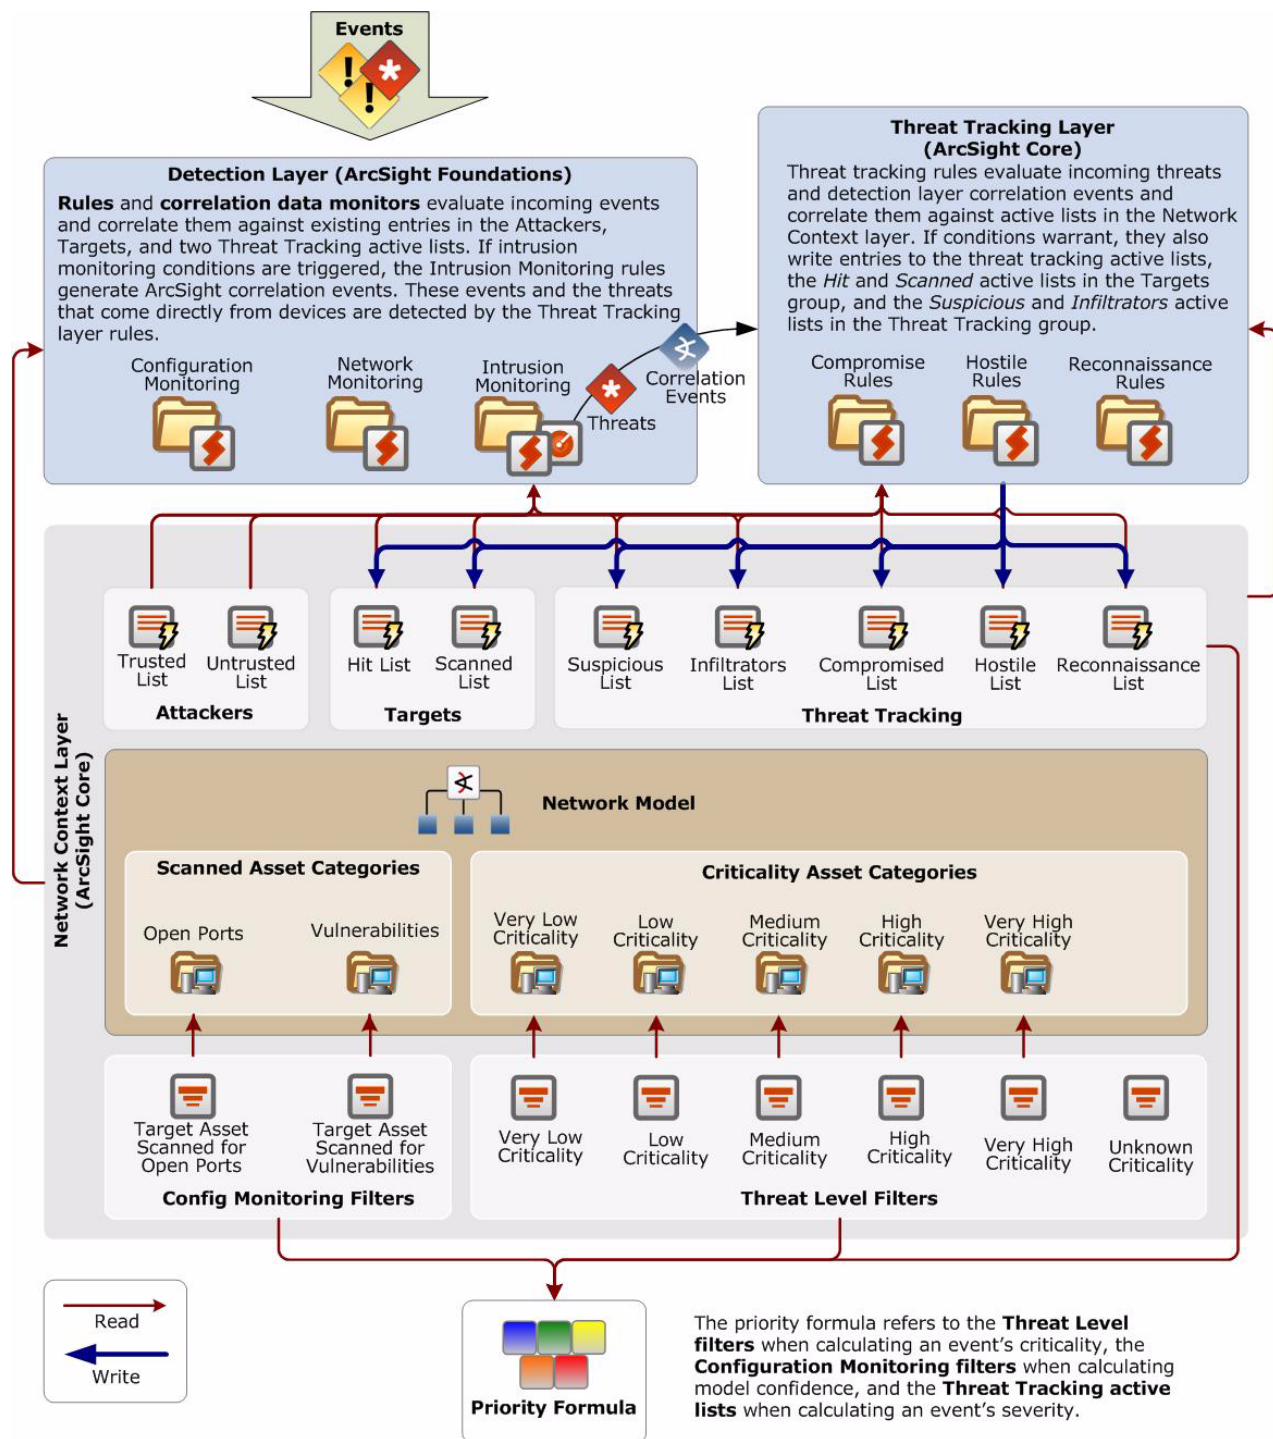 Events
Detection Layer (ArcSight Foundations)
Rules and correlation data monitors evaluate incoming events
and correlate them against existing entries in the Attackers,
Targets, and two Threat Tracking active lists. If intrusion
monitoring conditions are triggered, the Intrusion Monitoring rules
generate ArcSight correlation events. These events and the threats
that come directly from devices are detected by the Threat Tracking
layer rules.
Configuration
Monitoring
Network
Monitoring
Intrusion
Monitoring
Threats
Correlation
Events
Threat Tracking Layer
(ArcSight Core)
Threat tracking rules evaluate incoming threats
and detection layer correlation events and
correlate them against active lists in the Network
Context layer. If conditions warrant, they also
write entries to the threat tracking active lists,
the Hit and Scanned active lists in the Targets
group, and the Suspicious and Infiltrators active
lists in the Threat Tracking group.
Compromise
Rules
Hostile
Rules
Reconnaissance
Rules
Network Context Layer
(ArcSight Core)
Trusted
List
Untrusted
List
Attackers
Hit List
Scanned
List
Targets
Suspicious
List
Infiltrators
List
Compromised
List
Hostile
List
Reconnaissance
List
Threat Tracking
Network Model
Scanned Asset Categories
Open Ports
Vulnerabilities
Criticality Asset Categories
Very Low
Criticality
Low
Criticality
Medium
Criticality
High
Criticality
Very High
Criticality
Target Asset
Scanned for
Open Ports
Target Asset
Scanned for
Vulnerabilities
Config Monitoring Filters
Very Low
Criticality
Low
Criticality
Medium
Criticality
High
Criticality
Very High
Criticality
Unknown
Criticality
Threat Level Filters
Read
Write
Priority Formula
The priority formula refers to the Threat Level
filters when calculating an event's criticality, the
Configuration Monitoring filters when calculating
model confidence, and the Threat Tracking active
lists when calculating an event's severity.